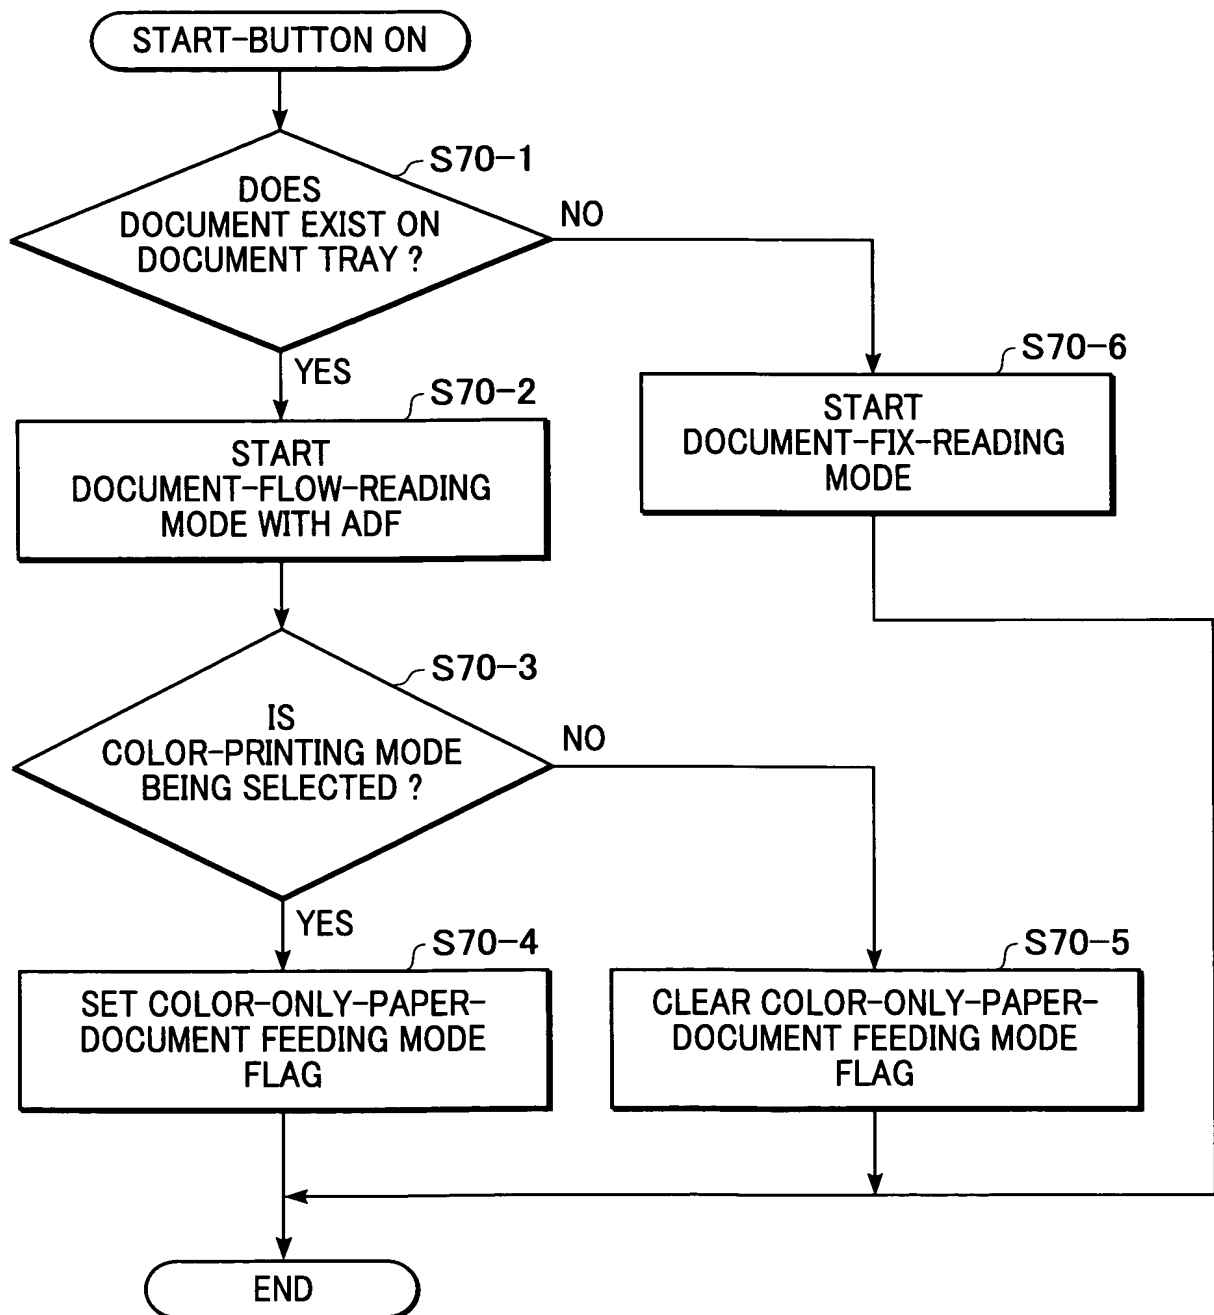 START-BUTTON ON
S70-1
DOES
DOCUMENT EXIST ON
DOCUMENT TRAY ?
NO
YES
S70-2
START
DOCUMENT-FLOW-READING
MODE WITH ADF
S70-6
START
DOCUMENT-FIX-READING
MODE
S70-3
IS
COLOR-PRINTING MODE
BEING SELECTED ?
NO
YES
S70-4
SET COLOR-ONLY-PAPER-
DOCUMENT FEEDING MODE
FLAG
S70-5
CLEAR COLOR-ONLY-PAPER-
DOCUMENT FEEDING MODE
FLAG
END